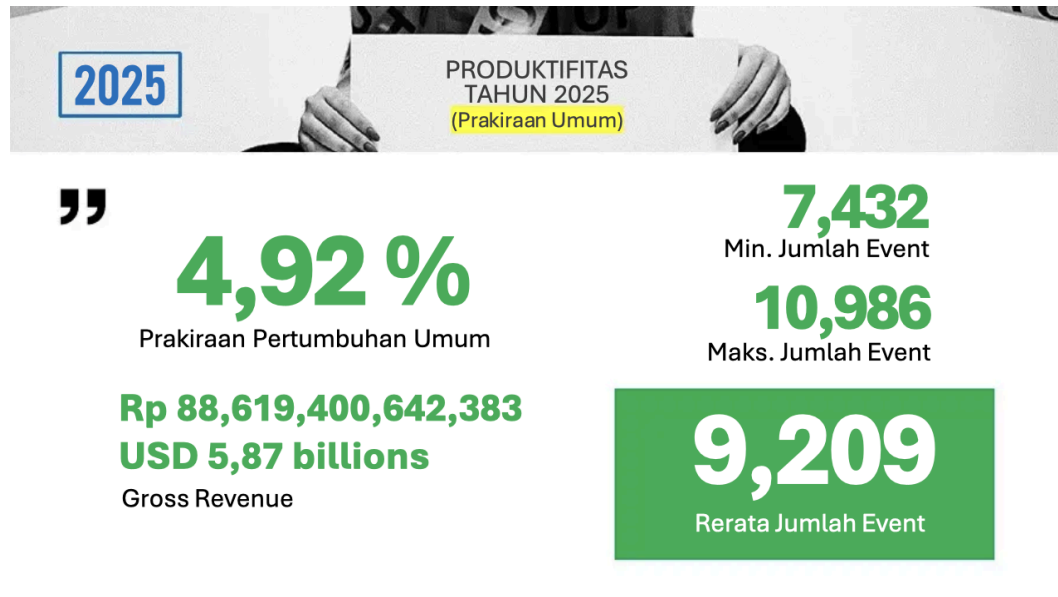 2025
PRODUKTIFITAS
TAHUN 2025
(Prakiraan Umum)
”
4,92 %
Prakiraan Pertumbuhan Umum
Rp 88,619,400,642,383
USD 5,87 billions
Gross Revenue
7,432
Min. Jumlah Event
10,986
Maks. Jumlah Event
9,209
Rerata Jumlah Event